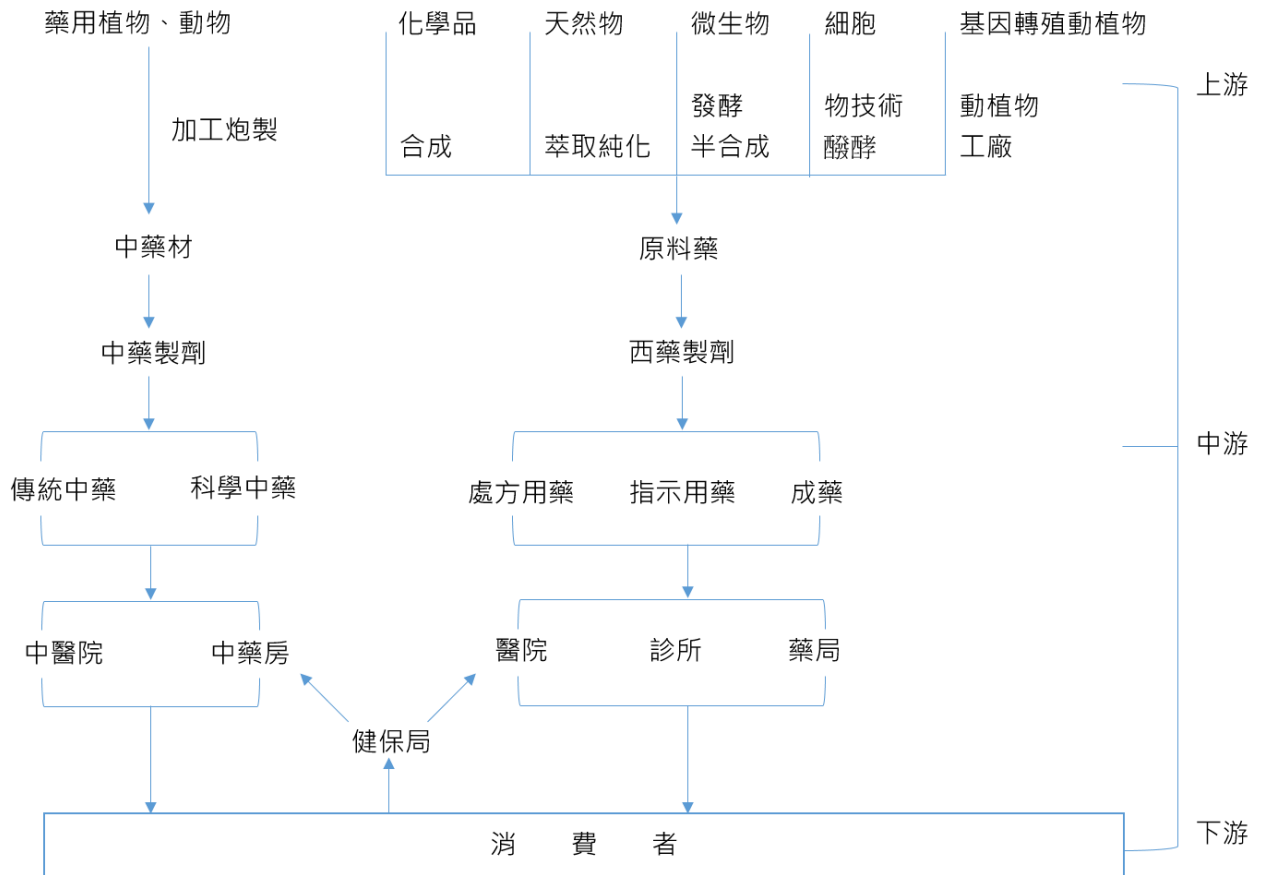 藥用植物、動物
化學品
天然物
微生物
細胞
基因轉殖動植物
上游
加工炮製
合成
萃取純化
發酵
半合成
物技術
醱酵
動植物
工廠
中藥材
原料藥
中藥製劑
西藥製劑
中游
傳統中藥
科學中藥
處方用藥
指示用藥
成藥
中醫院
中藥房
醫院
診所
藥局
健保局
消費者
下游